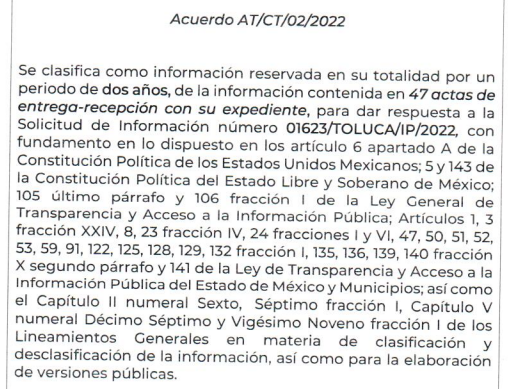 Acuerdo AT/CT/02/2022
Se clasifica como información reservada en su totalidad por un
periodo de dos años, de la información contenida en 47 actas de
entrega-recepción con su expediente, para dar respuesta a la
Solicitud de Información número 01623/TOLUCA/IP/2022, con
fundamento en lo dispuesto en los artículo 6 apartado A de la
Constitución Política de los Estados Unidos Mexicanos; 5 y 143 de
la Constitución Política del Estado Libre y Soberano de México;
105 último párrafo y 106 fracción I de la Ley General de
Transparencia y Acceso a la Información Pública; Artículos 1, 3
fracción XXIV, 8, 23 fracción IV, 24 fracciones I y VI, 47, 50, 51, 52,
53, 59, 91, 122, 125, 128, 129, 132 fracción I, 135, 136, 139, 140 fracción
X segundo párrafo y 141 de la Ley de Transparencia y Acceso a la
Información Pública del Estado de México y Municipios; así como
el Capítulo II numeral Sexto, Séptimo fracción I, Capítulo V
numeral Décimo Séptimo y Vigésimo Noveno fracción I de los
Lineamientos Generales en materia de clasificación y
desclasificación de la información, así como para la elaboración
de versiones públicas.